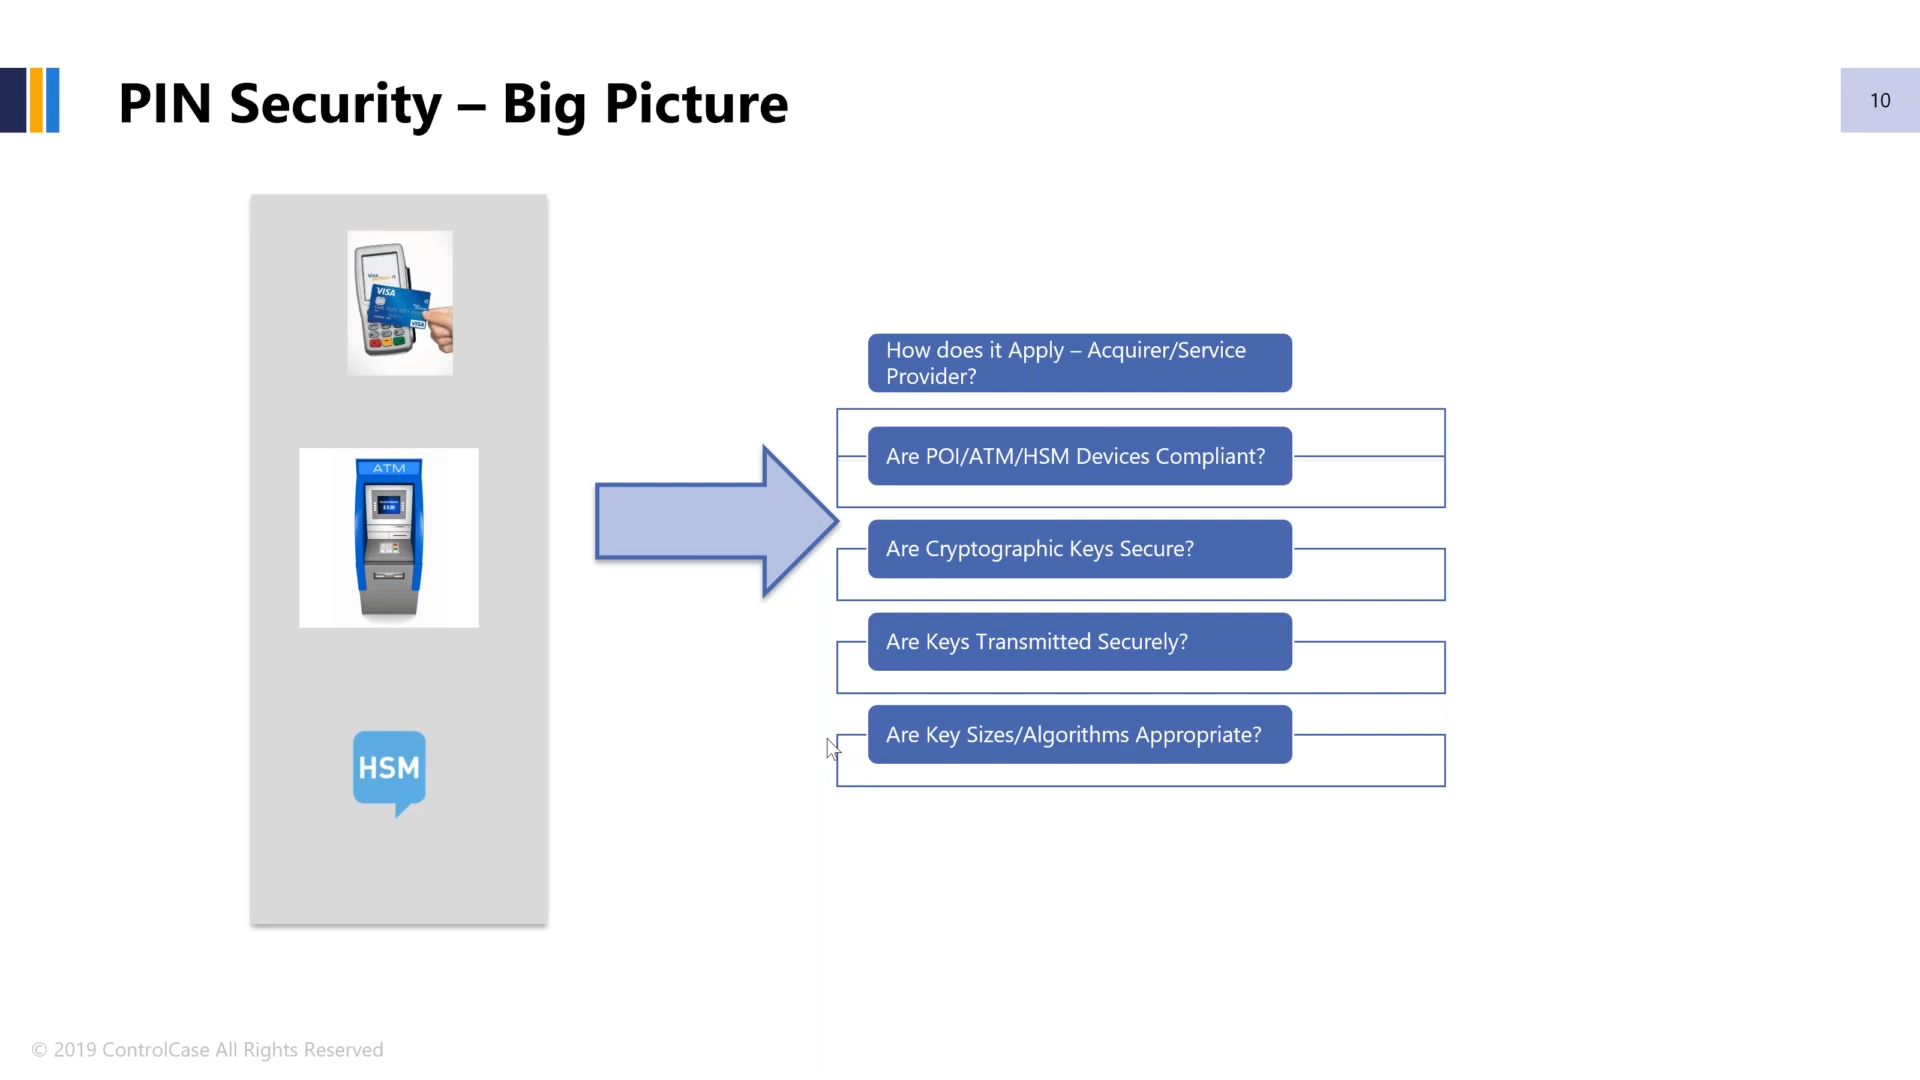 PIN Security – Big Picture
10
VISA
VISA
ATM
HSM
How does it Apply – Acquirer/Service
Provider?
Are POI/ATM/HSM Devices Compliant?
Are Cryptographic Keys Secure?
Are Keys Transmitted Securely?
Are Key Sizes/Algorithms Appropriate?
© 2019 ControlCase All Rights Reserved